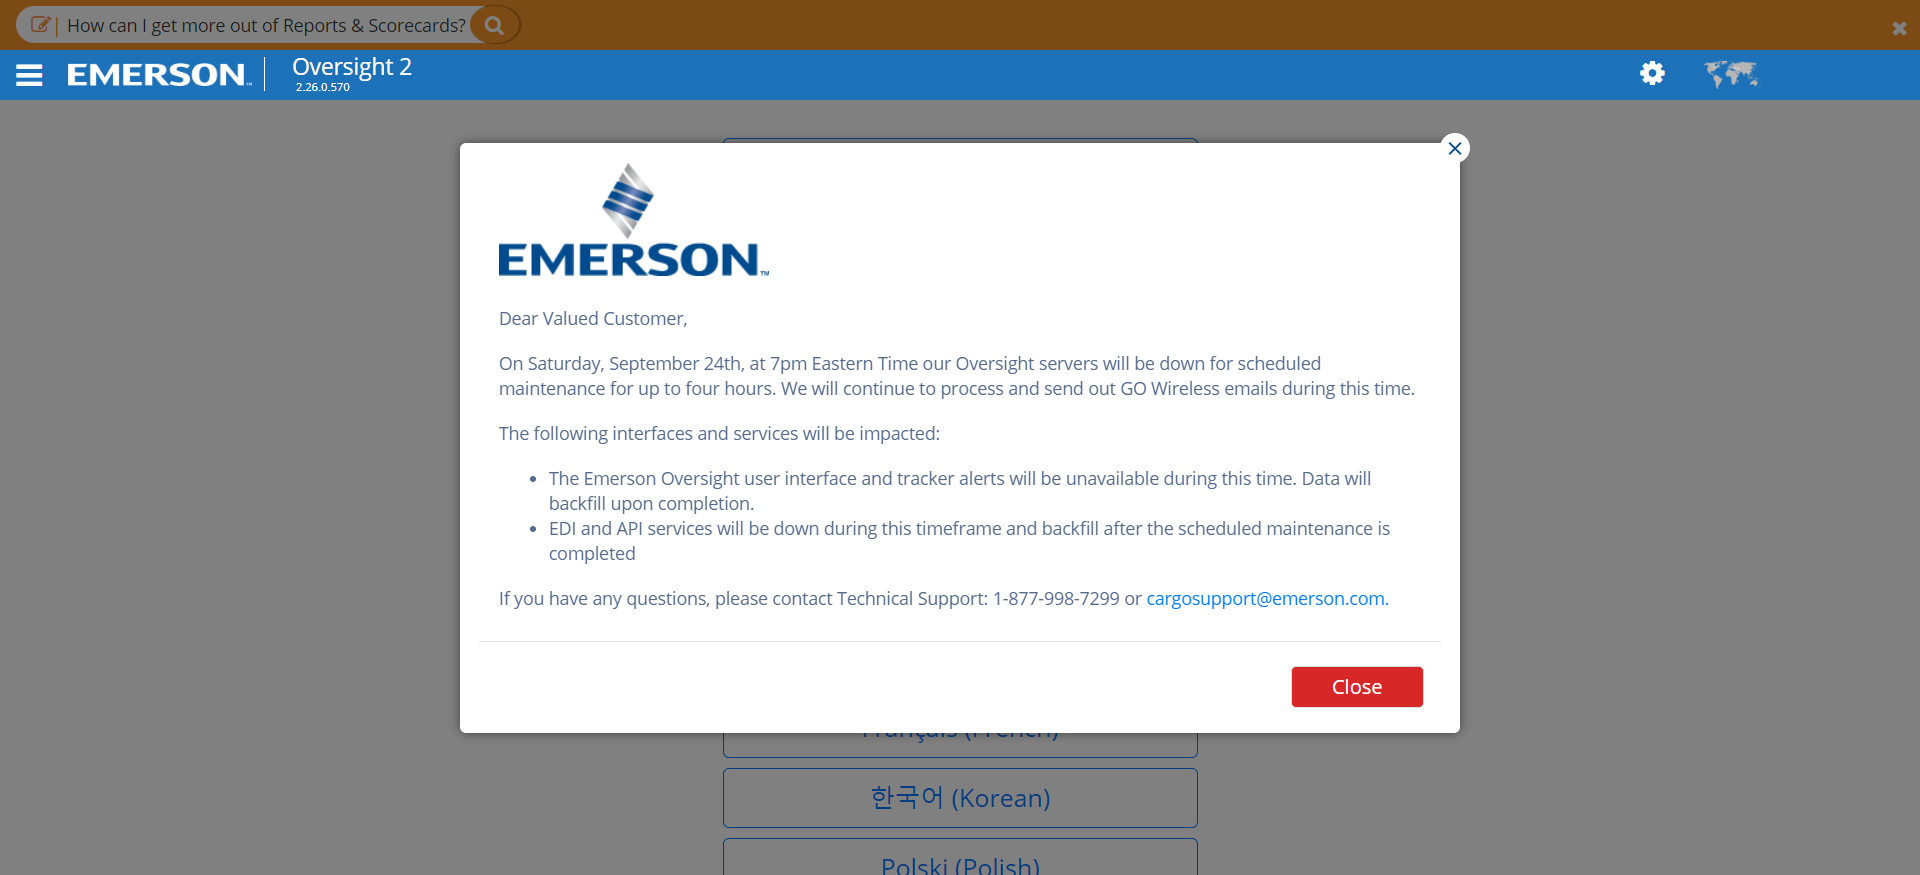 How can I get more out of Reports & Scorecards?
EMERSON™
Oversight 2
2.26.0.570
EMERSON™
Dear Valued Customer,
On Saturday, September 24th, at 7pm Eastern Time our Oversight servers will be down for scheduled
maintenance for up to four hours. We will continue to process and send out GO Wireless emails during this time.
The following interfaces and services will be impacted:
• The Emerson Oversight user interface and tracker alerts will be unavailable during this time. Data will
backfill upon completion.
• EDI and API services will be down during this timeframe and backfill after the scheduled maintenance is
completed
If you have any questions, please contact Technical Support: 1-877-998-7299 or cargosupport@emerson.com.
Close
Français (French)
한국어 (Korean)
Polski (Polish)